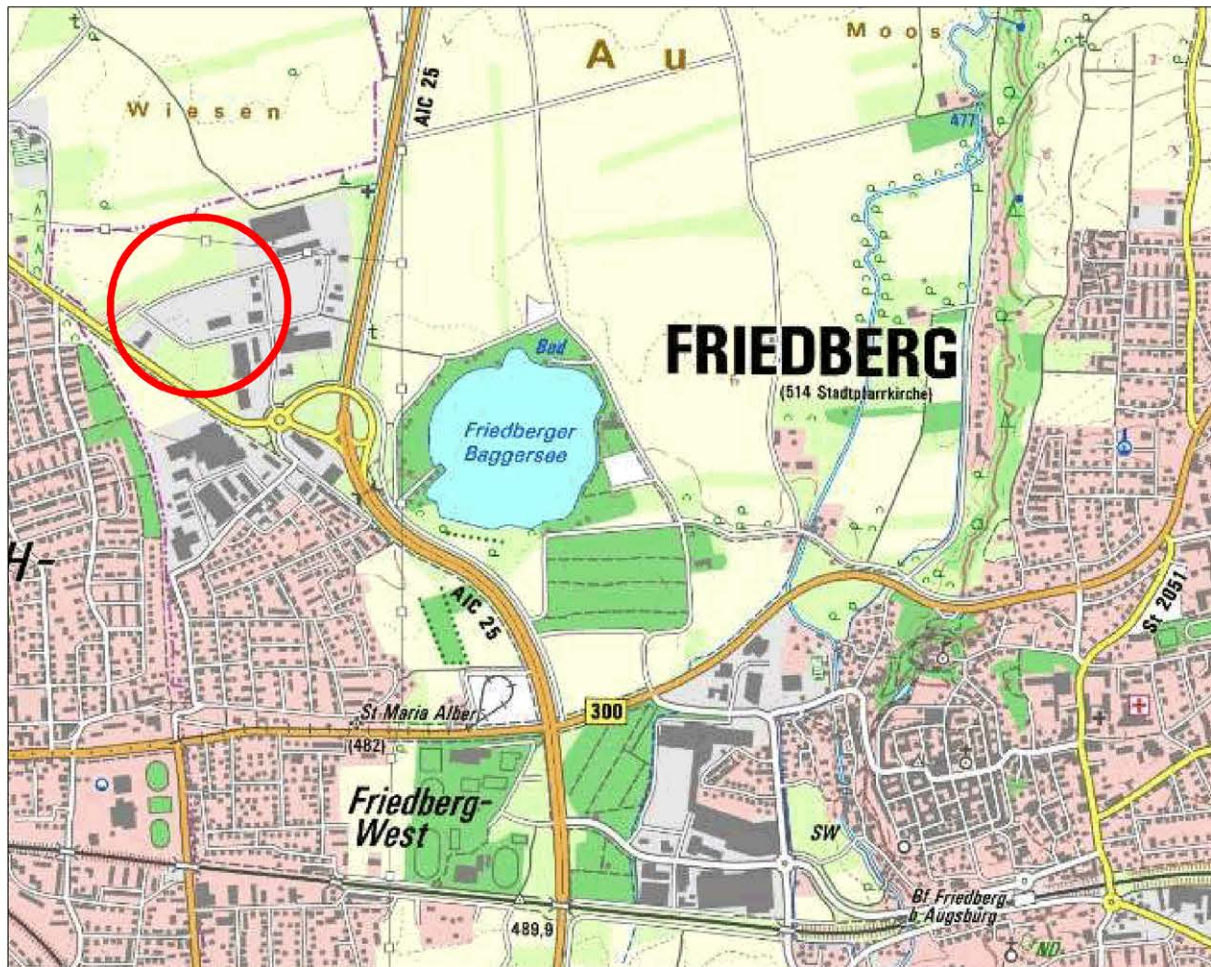 A u
Moos
Wiesen
AIC 25
477
Bad
FRIEDBERG
(514 Stadtpfarrkirche)
Friedberger
Baggersee
H-
AIC 25
St 2051
300
St Maria Alber
(482)
Friedberg-
West
SW
Bf Friedberg
b. Augsburg
489,9
ND